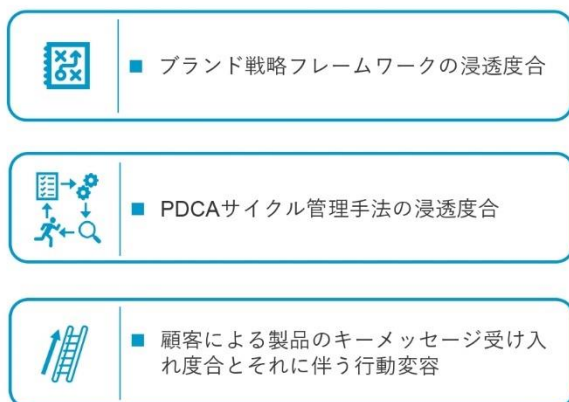 ■ ブランド戦略フレームワークの浸透度合
■ PDCAサイクル管理手法の浸透度合
■ 顧客による製品のキーメッセージ受け入
れ度合とそれに伴う行動変容